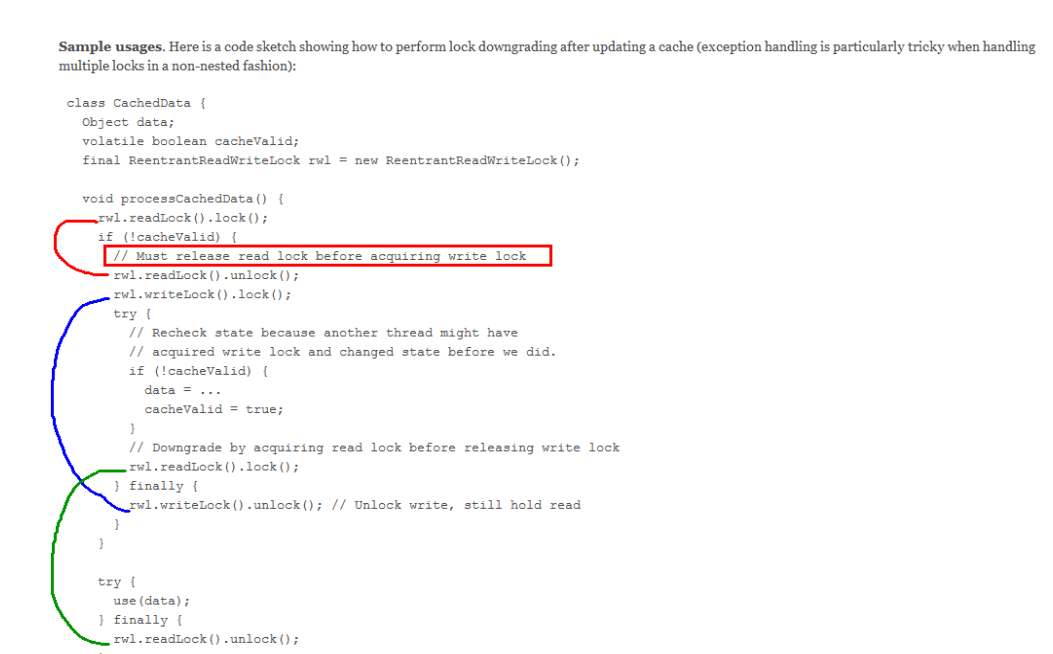 Sample usages. Here is a code sketch showing how to perform lock downgrading after updating a cache (exception handling is particularly tricky when handling
multiple locks in a non-nested fashion):
class CachedData {
Object data;
volatile boolean cacheValid;
final ReentrantReadWriteLock rwl = new ReentrantReadWriteLock();
void processCachedData() {
rwl.readLock().lock();
if (!cacheValid) {
// Must release read lock before acquiring write lock
rwl.readLock().unlock();
rwl.writeLock().lock();
try {
// Recheck state because another thread might have
// acquired write lock and changed state before we did.
if (!cacheValid) {
data = ...
cacheValid = true;
}
// Downgrade by acquiring read lock before releasing write lock
rwl.readLock().lock();
} finally {
rwl.writeLock().unlock(); // Unlock write, still hold read
}
}
try {
use(data);
} finally {
rwl.readLock().unlock();